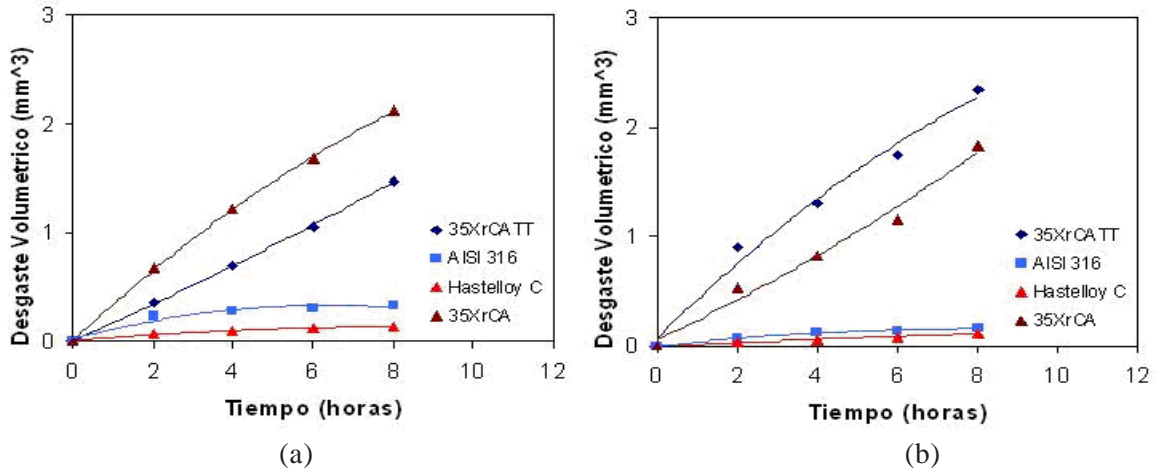 Desgaste Volumetrico (mm^3)
3
2
1
0
0 2 4 6 8 10 12
Tiempo (horas)
35XrCATT
AISI 316
Hastelloy C
35XrCA
(a)
Desgaste Volumetrico (mm^3)
3
2
1
0
0 2 4 6 8 10 12
Tiempo (horas)
35XrCATT
AISI 316
Hastelloy C
35XrCA
(b)